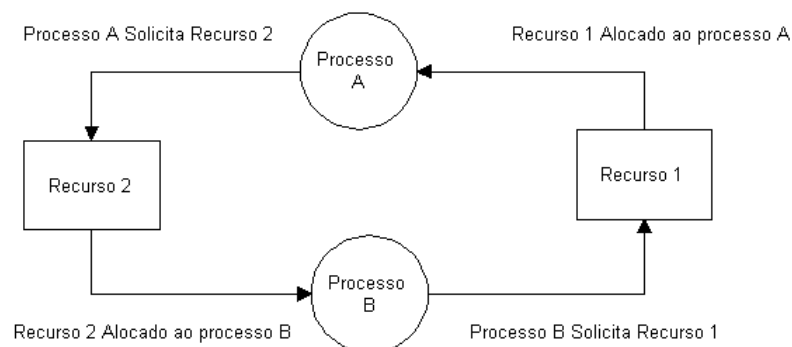 Processo A Solicita Recurso 2
Processo
A
Recurso 1 Alocado ao processo A
Recurso 2
Recurso 1
Processo
B
Recurso 2 Alocado ao processo B
Processo B Solicita Recurso 1